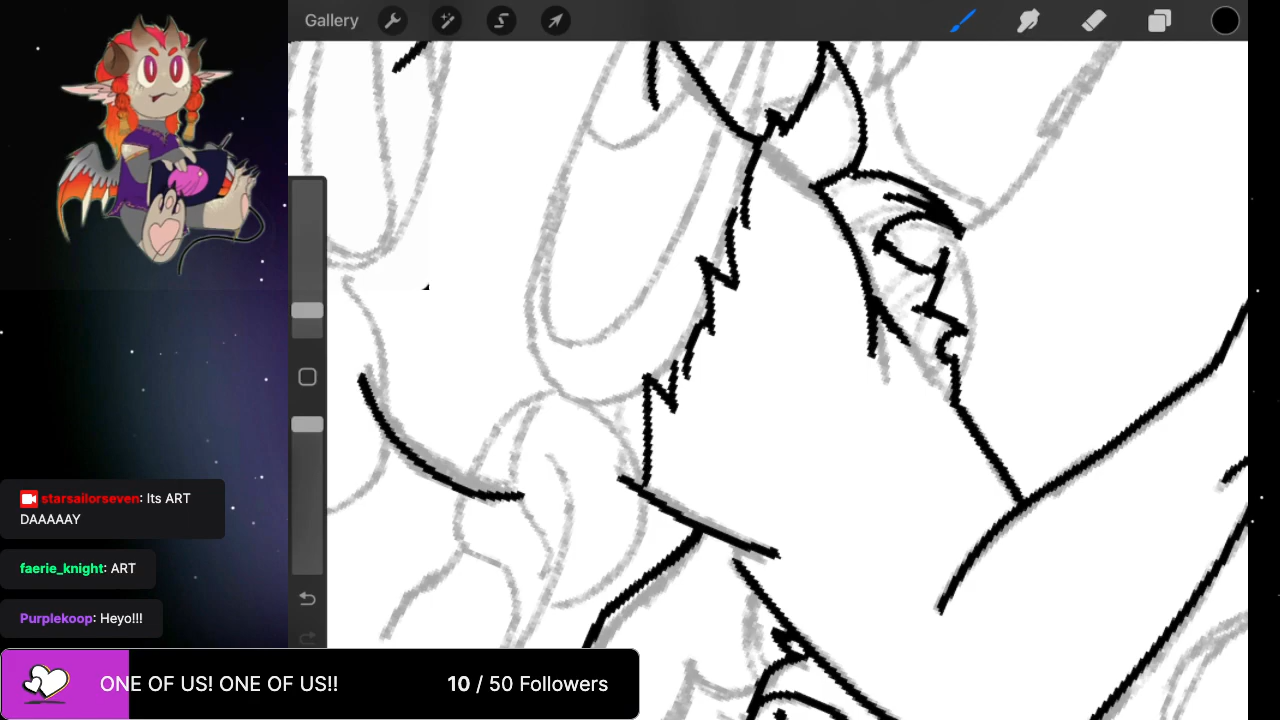 Gallery
starsailorseven: Its ART
DAAAAAY
faerie_knight: ART
Purplekoop: Heyo!!!
ONE OF US! ONE OF US!! 10 / 50 Followers